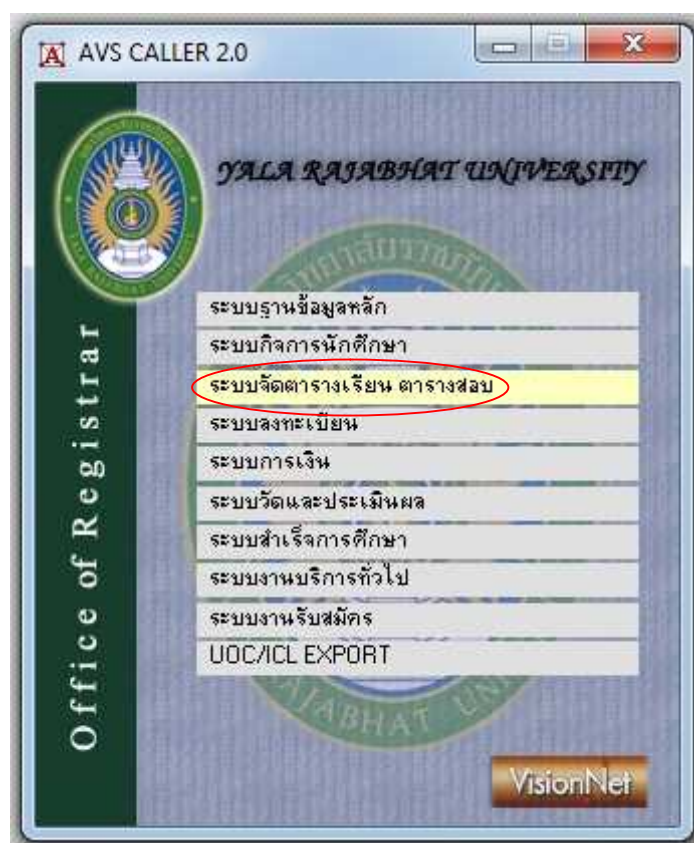 AVS CALLER 2.0
YALA RAJABHAT UNIVERSITY
Office of Registrar
ระบบฐานข้อมูลหลัก
ระบบกิจการนักศึกษา
ระบบจัดตารางเรียน ตารางสอบ
ระบบลงทะเบียน
ระบบการเงิน
ระบบวัดและประเมินผล
ระบบสำเร็จการศึกษา
ระบบงานบริการทั่วไป
ระบบงานรับสมัคร
UOC/ICL EXPORT
VisionNet